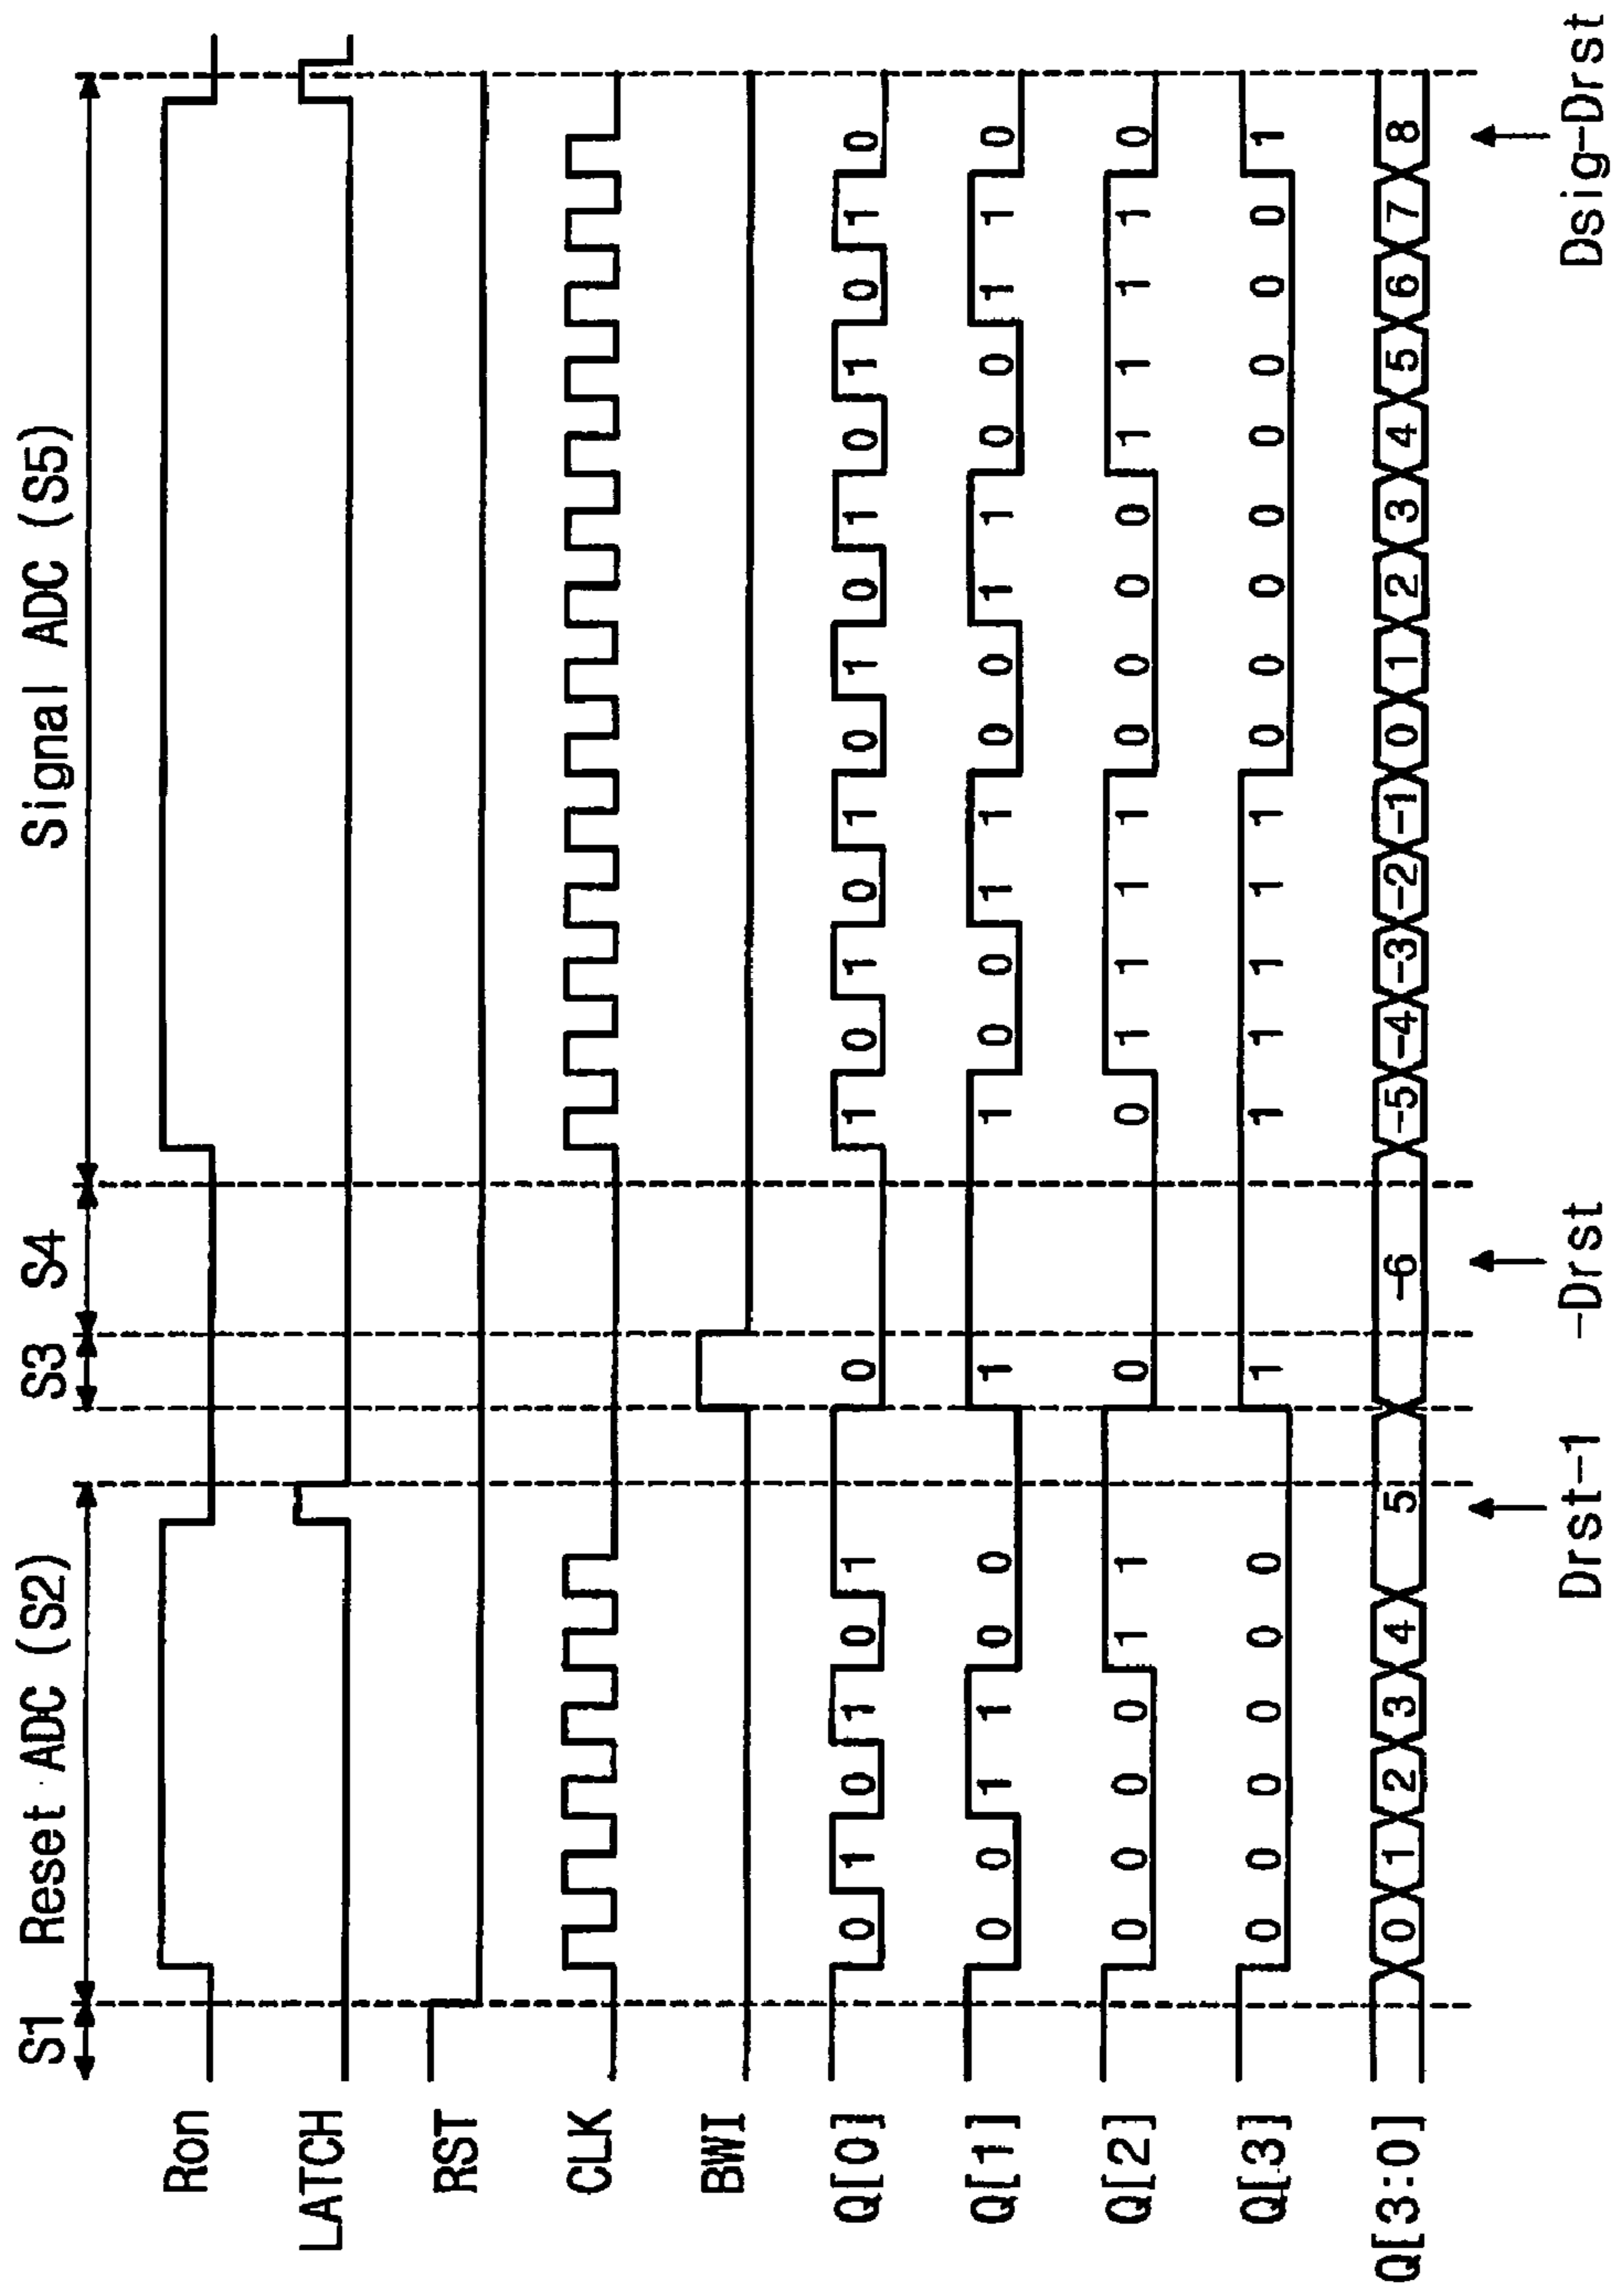 S1 Reset ADC (S2) S3 S4 Signal ADC (S5)
Ron
LATCH
RST
CLK
BWI
Q[0] 0 1 0 1 0 1 0 1 0 1 0 1 0 1 0 1 0 1 0 1 0
Q[1] 0 0 1 1 0 0 1 1 0 0 1 1 0 0 1 1 0 0 1 1 0
Q[2] 0 0 0 0 1 1 0 0 1 1 1 1 0 0 0 0 1 1 1 1 0
Q[3] 0 0 0 0 0 0 1 1 1 1 1 1 0 0 0 0 0 0 0 0 1
Q[3::0] 0 1 2 3 4 5 -6 -5 -4 -3 -2 -1 0 1 2 3 4 5 6 7 8
Drst-1 -Drst Dsig-Drst